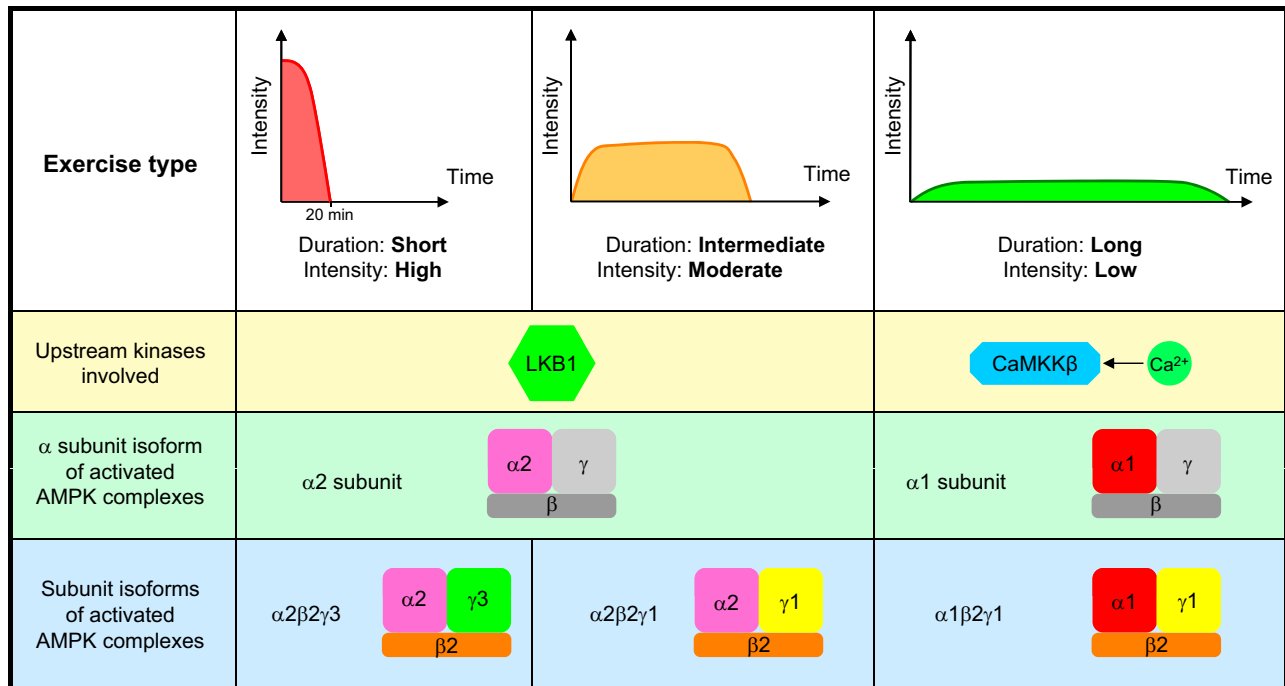 Exercise type
Intensity
Time
20 min
Duration: Short
Intensity: High
Intensity
Time
Duration: Intermediate
Intensity: Moderate
Intensity
Time
Duration: Long
Intensity: Low
Upstream kinases
involved
LKB1
CaMKKβ
Ca²⁺
α subunit isoform
of activated
AMPK complexes
α2 subunit
α2
γ
β
α1 subunit
α1
γ
β
Subunit isoforms
of activated
AMPK complexes
α2β2γ3
α2
γ3
β2
α2β2γ1
α2
γ1
β2
α1β2γ1
α1
γ1
β2